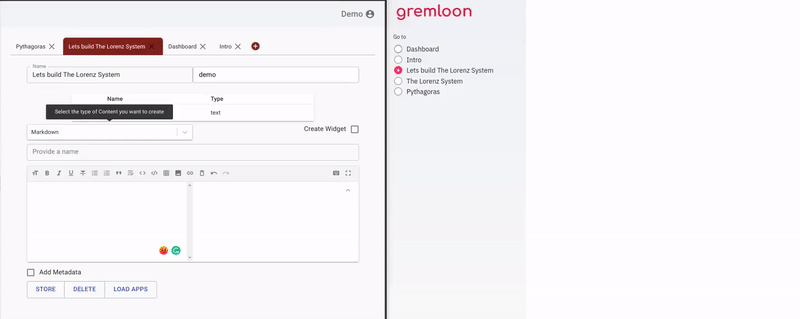 Demo
Pythagoras
Lets build The Lorenz System
Dashboard
Intro
Name
Lets build The Lorenz System
demo
Name Type
Select the type of Content you want to create
text
Markdown
Create Widget
Provide a name
Add Metadata
STORE DELETE LOAD APPS
gremloon
Go to
Dashboard
Intro
Lets build The Lorenz System
The Lorenz System
Pythagoras